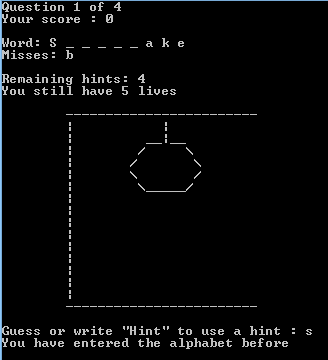 Question 1 of 4
Your score : 0
Word: S _ _ _ _ _ a k e
Misses: b
Remaining hints: 4
You still have 5 lives
Guess or write "Hint" to use a hint : s
You have entered the alphabet before